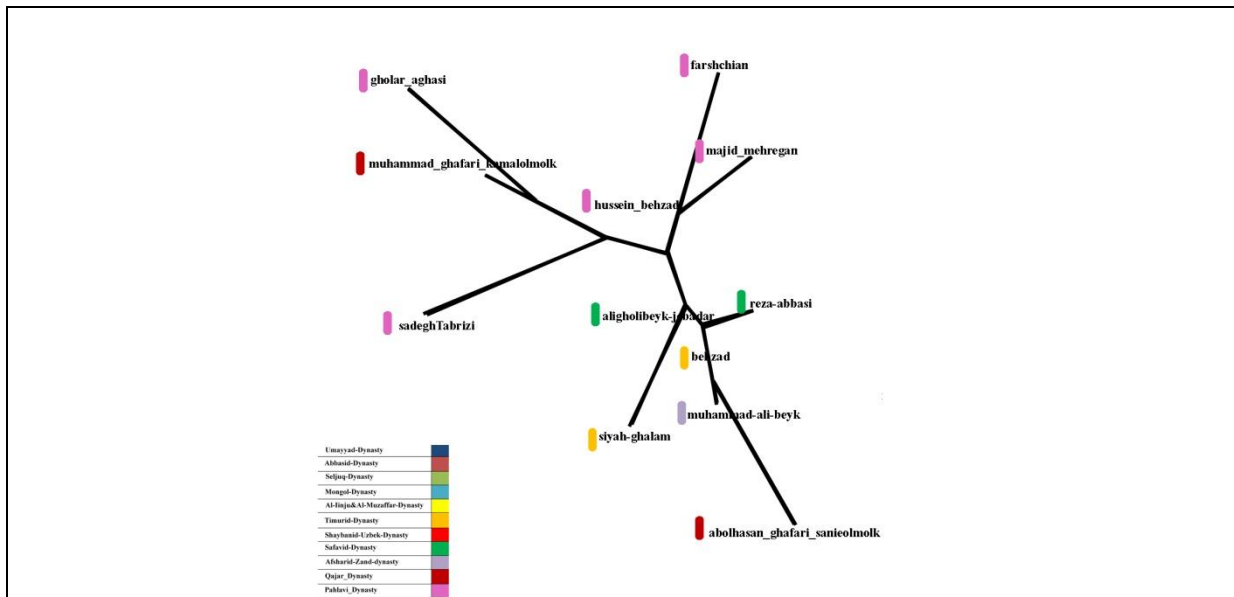 farshchian
gholar_aghasi
majid_mehregan
muhammad_ghafari_kamalolmolk
hussein_behzad
reza-abbasi
aligholibeyk-jebadar
sadeghTabrizi
behzad
muhammad-ali-beyk
siyah-ghalam
abolhasan_ghafari_sanieolmolk
Umayyad-Dynasty
Abbasid-Dynasty
Seljuq-Dynasty
Mongol-Dynasty
Al-Iinju&Al-Muzaffar-Dynasty
Timurid-Dynasty
Shaybanid-Uzbek-Dynasty
Safavid-Dynasty
Afsharid-Zand-dynasty
Qajar_Dynasty
Pahlavi_Dynasty